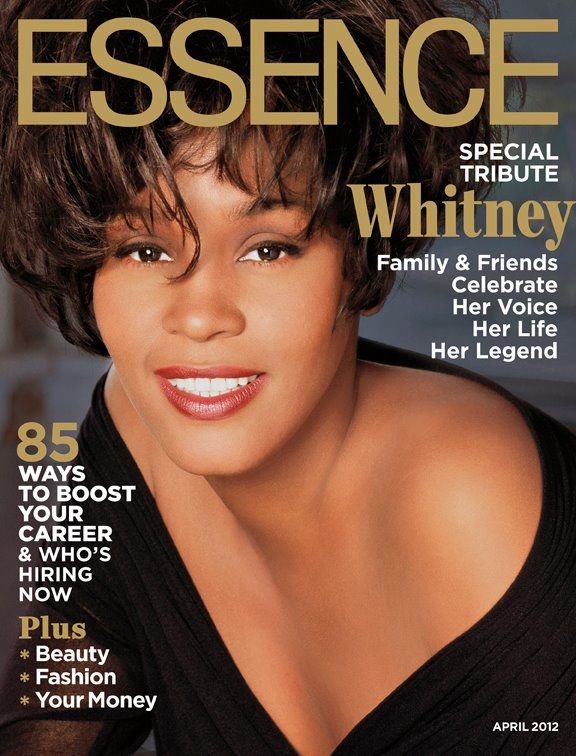 ESSENCE
SPECIAL
TRIBUTE
Whitney
Family & Friends
Celebrate
Her Voice
Her Life
Her Legend
85
WAYS
TO BOOST
YOUR
CAREER
& WHO'S
HIRING
NOW
Plus
* Beauty
* Fashion
* Your Money
APRIL 2012